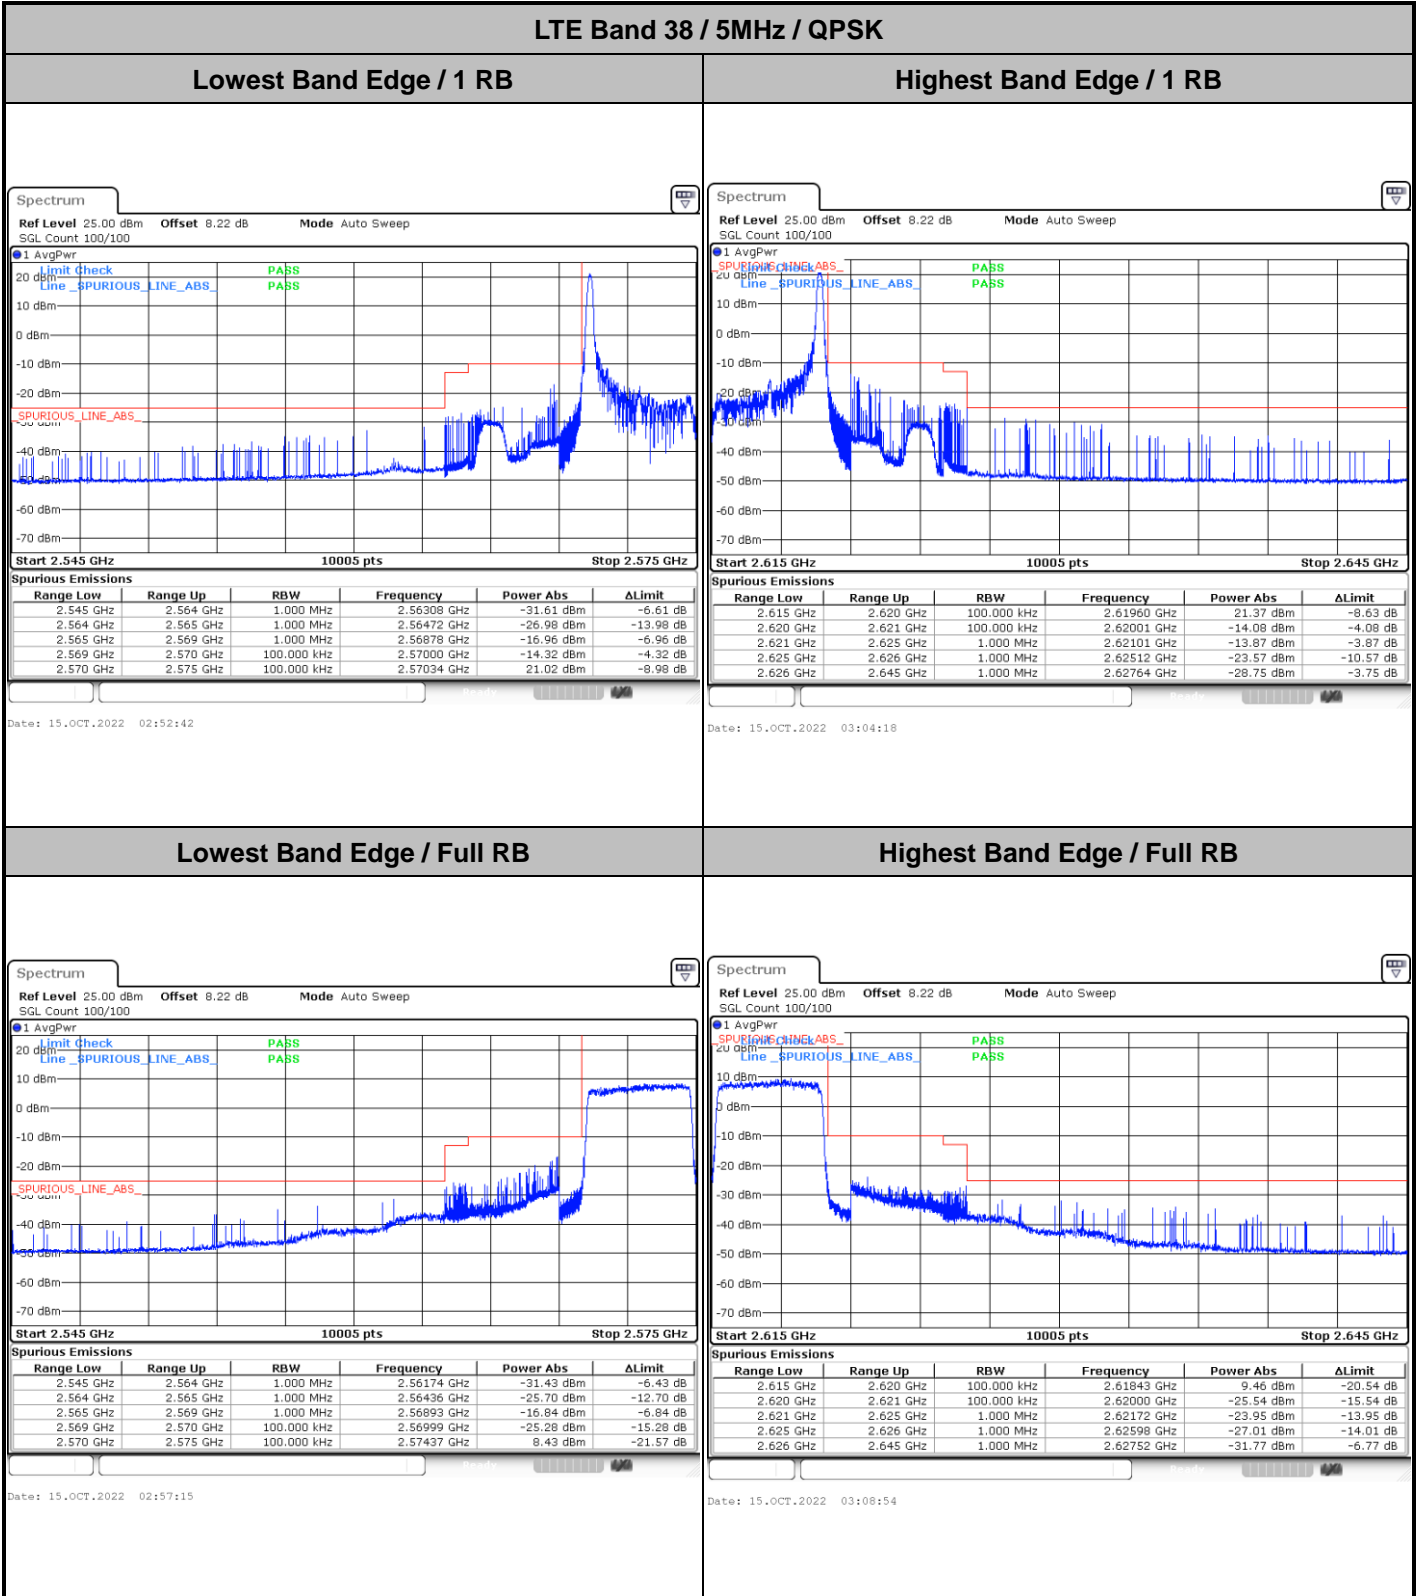 LTE Band 38 / 5MHz / QPSK
Lowest Band Edge / 1 RB
Highest Band Edge / 1 RB
Spectrum
Ref Level 25.00 dBm Offset 8.22 dB Mode Auto Sweep
SGL Count 100/100
1 AvgPwr
Limit Check PASS
Line _SPURIOUS_LINE_ABS_ PASS
20 dBm
10 dBm
0 dBm
-10 dBm
-20 dBm
_SPURIOUS_LINE_ABS_
-30 dBm
-40 dBm
-50 dBm
-60 dBm
-70 dBm
Start 2.545 GHz 10005 pts Stop 2.575 GHz
Spurious Emissions
Range Low Range Up RBW Frequency Power Abs ΔLimit
2.545 GHz 2.564 GHz 1.000 MHz 2.56308 GHz -31.61 dBm -6.61 dB
2.564 GHz 2.565 GHz 1.000 MHz 2.56472 GHz -26.98 dBm -13.98 dB
2.565 GHz 2.569 GHz 1.000 MHz 2.56878 GHz -16.96 dBm -6.96 dB
2.569 GHz 2.570 GHz 100.000 kHz 2.57000 GHz -14.32 dBm -4.32 dB
2.570 GHz 2.575 GHz 100.000 kHz 2.57034 GHz 21.02 dBm -8.98 dB
Ready
Date: 15.OCT.2022 02:52:42
Spectrum
Ref Level 25.00 dBm Offset 8.22 dB Mode Auto Sweep
SGL Count 100/100
1 AvgPwr
_SPURIOUS_LINE_ABS_
Limit Check PASS
Line _SPURIOUS_LINE_ABS_ PASS
20 dBm
10 dBm
0 dBm
-10 dBm
-20 dBm
-30 dBm
-40 dBm
-50 dBm
-60 dBm
-70 dBm
Start 2.615 GHz 10005 pts Stop 2.645 GHz
Spurious Emissions
Range Low Range Up RBW Frequency Power Abs ΔLimit
2.615 GHz 2.620 GHz 100.000 kHz 2.61960 GHz 21.37 dBm -8.63 dB
2.620 GHz 2.621 GHz 100.000 kHz 2.62001 GHz -14.08 dBm -4.08 dB
2.621 GHz 2.625 GHz 1.000 MHz 2.62101 GHz -13.87 dBm -3.87 dB
2.625 GHz 2.626 GHz 1.000 MHz 2.62512 GHz -23.57 dBm -10.57 dB
2.626 GHz 2.645 GHz 1.000 MHz 2.62764 GHz -28.75 dBm -3.75 dB
Ready
Date: 15.OCT.2022 03:04:18
Lowest Band Edge / Full RB
Highest Band Edge / Full RB
Spectrum
Ref Level 25.00 dBm Offset 8.22 dB Mode Auto Sweep
SGL Count 100/100
1 AvgPwr
Limit Check PASS
Line _SPURIOUS_LINE_ABS_ PASS
20 dBm
10 dBm
0 dBm
-10 dBm
-20 dBm
_SPURIOUS_LINE_ABS_
-30 dBm
-40 dBm
-50 dBm
-60 dBm
-70 dBm
Start 2.545 GHz 10005 pts Stop 2.575 GHz
Spurious Emissions
Range Low Range Up RBW Frequency Power Abs ΔLimit
2.545 GHz 2.564 GHz 1.000 MHz 2.56174 GHz -31.43 dBm -6.43 dB
2.564 GHz 2.565 GHz 1.000 MHz 2.56436 GHz -25.70 dBm -12.70 dB
2.565 GHz 2.569 GHz 1.000 MHz 2.56893 GHz -16.84 dBm -6.84 dB
2.569 GHz 2.570 GHz 100.000 kHz 2.56999 GHz -25.28 dBm -15.28 dB
2.570 GHz 2.575 GHz 100.000 kHz 2.57437 GHz 8.43 dBm -21.57 dB
Ready
Date: 15.OCT.2022 02:57:15
Spectrum
Ref Level 25.00 dBm Offset 8.22 dB Mode Auto Sweep
SGL Count 100/100
1 AvgPwr
_SPURIOUS_LINE_ABS_
Limit Check PASS
Line _SPURIOUS_LINE_ABS_ PASS
20 dBm
10 dBm
0 dBm
-10 dBm
-20 dBm
-30 dBm
-40 dBm
-50 dBm
-60 dBm
-70 dBm
Start 2.615 GHz 10005 pts Stop 2.645 GHz
Spurious Emissions
Range Low Range Up RBW Frequency Power Abs ΔLimit
2.615 GHz 2.620 GHz 100.000 kHz 2.61843 GHz 9.46 dBm -20.54 dB
2.620 GHz 2.621 GHz 100.000 kHz 2.62000 GHz -25.54 dBm -15.54 dB
2.621 GHz 2.625 GHz 1.000 MHz 2.62172 GHz -23.95 dBm -13.95 dB
2.625 GHz 2.626 GHz 1.000 MHz 2.62598 GHz -27.01 dBm -14.01 dB
2.626 GHz 2.645 GHz 1.000 MHz 2.62752 GHz -31.77 dBm -6.77 dB
Ready
Date: 15.OCT.2022 03:08:54